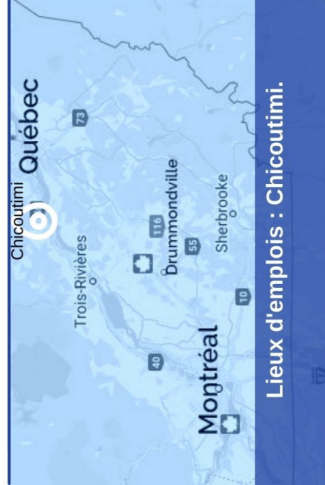 Chicoutimi
Québec
73
Trois-Rivières
116
Drummondville
55
Sherbrooke
40
10
Montréal
Lieux d'emplois : Chicoutimi.